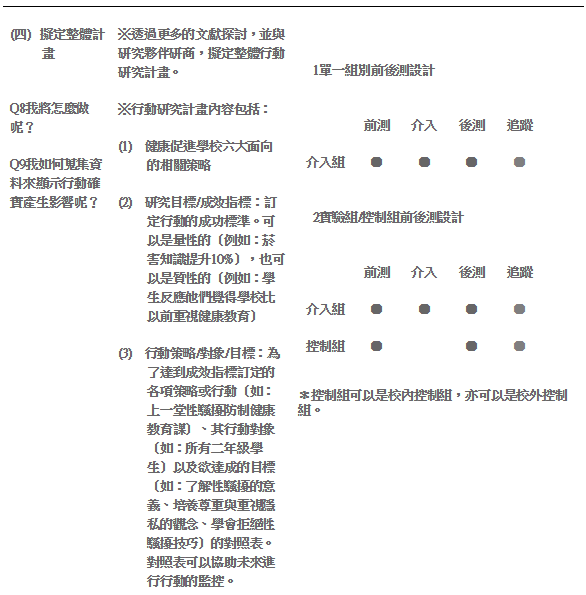 (四) 擬定整體計
畫
Q8我將怎麼做
呢？
Q9我如何蒐集資
料來顯示行動確
實產生影響呢？
※透過更多的文獻探討，並與
研究夥伴研商，擬定整體行動
研究計畫。
※行動研究計畫內容包括：
(1) 健康促進學校六大面向
的相關策略
(2) 研究目標/成效指標：訂
定行動的成功標準。可
以是量性的〔例如：菸
害知識提升10%〕，也可
以是質性的〔例如：學
生反應他們覺得學校比
以前重視健康教育〕
(3) 行動策略/對象/目標：為
了達到成效指標訂定的
各項策略或行動〔如：
上一堂性騷擾防制健康
教育課〕、其行動對象
〔如：所有二年級學
生〕以及欲達成的目標
〔如：了解性騷擾的意
義、培養尊重與重視隱
私的觀念、學會拒絕性
騷擾技巧〕的對照表。
對照表可以協助未來進
行行動的監控。
1單一組別前後測設計
前測 介入 後測 追蹤
介入組 ● ● ● ●
2實驗組/控制組前後測設計
前測 介入 後測 追蹤
介入組 ● ● ● ●
控制組 ● ● ●
＊控制組可以是校內控制組，亦可以是校外控制
組。